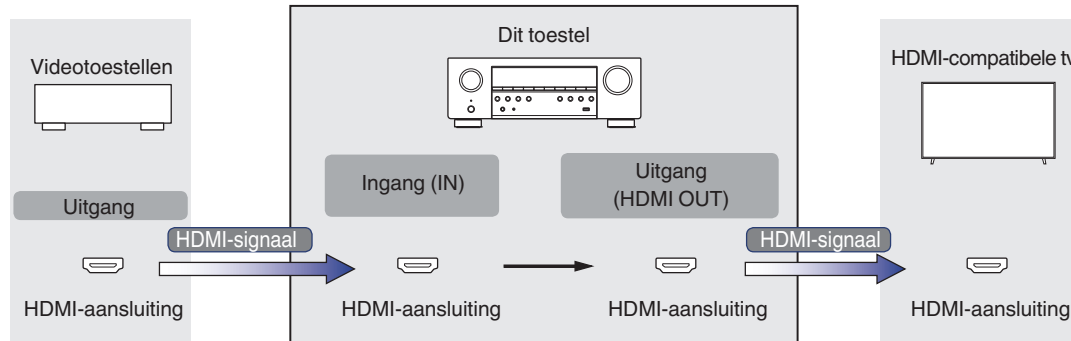 Dit toestel
Videotoestellen
HDMI-compatibele tv
Ingang (IN)
Uitgang
(HDMI OUT)
Uitgang
HDMI-signaal
HDMI-signaal
HDMI-aansluiting
HDMI-aansluiting
HDMI-aansluiting
HDMI-aansluiting